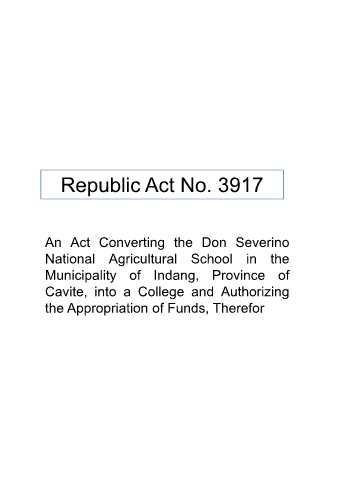 Republic Act No. 3917
An Act Converting the Don Severino
National Agricultural School in the
Municipality of Indang, Province of
Cavite, into a College and Authorizing
the Appropriation of Funds, Therefor